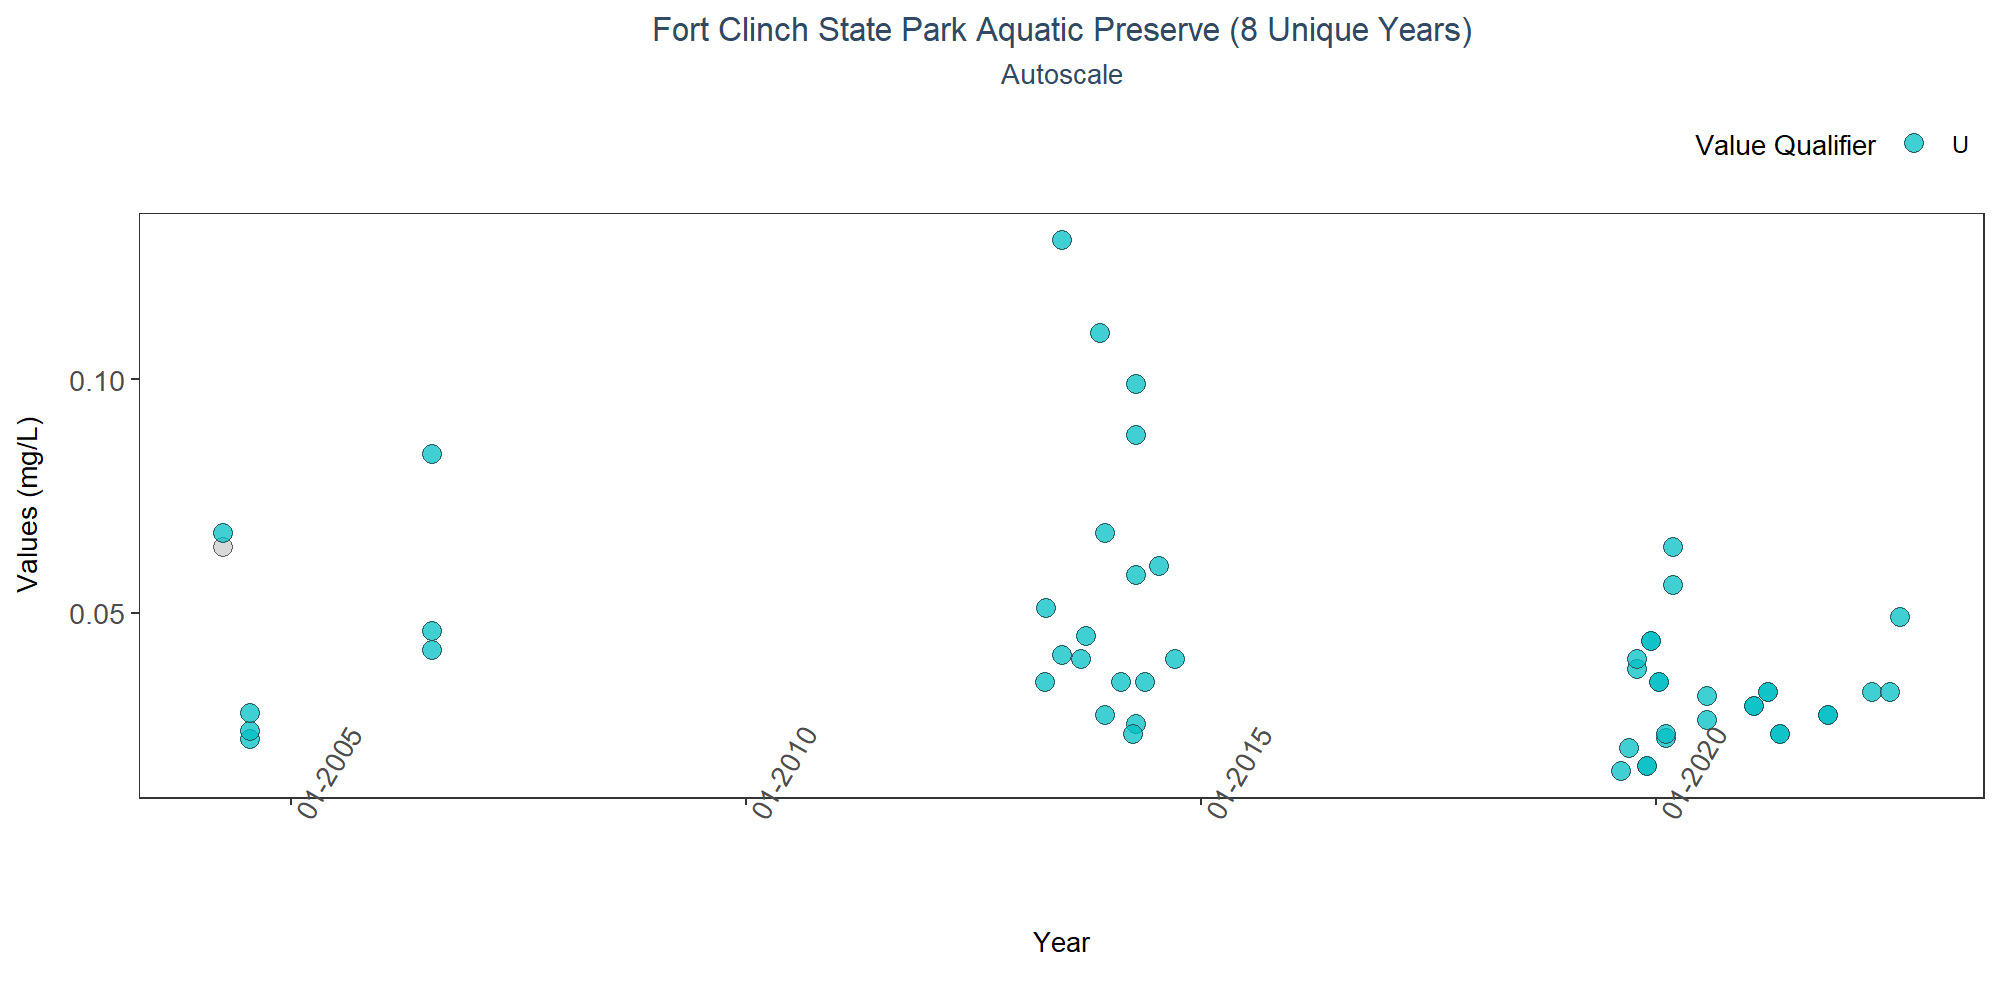 Fort Clinch State Park Aquatic Preserve (8 Unique Years)
Autoscale
Value Qualifier U
Values (mg/L)
0.10
0.05
01-2005
01-2010
01-2015
01-2020
Year